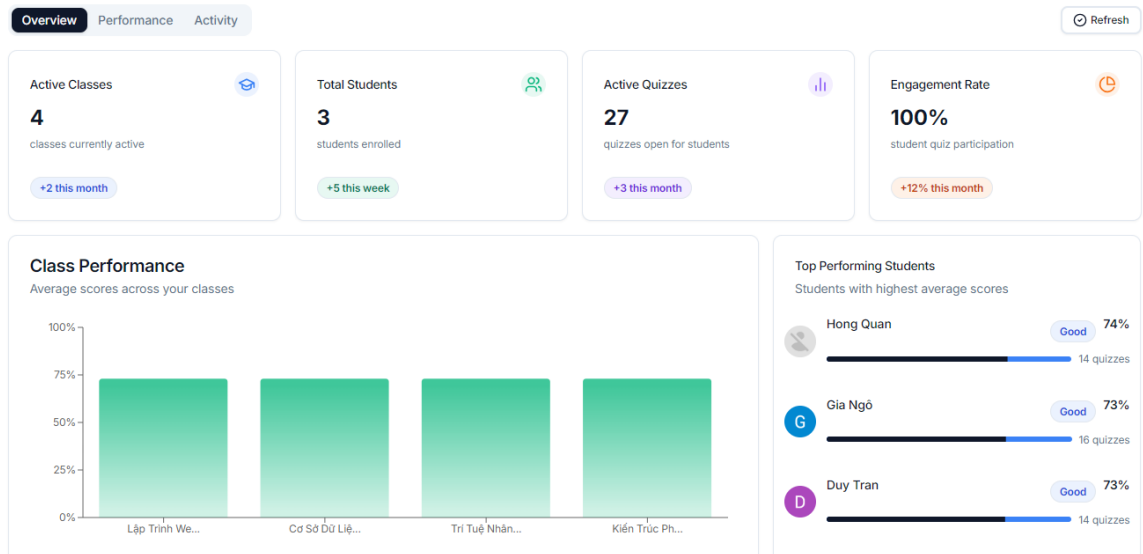 Overview Performance Activity
Refresh
Active Classes
4
classes currently active
+2 this month
Total Students
3
students enrolled
+5 this week
Active Quizzes
27
quizzes open for students
+3 this month
Engagement Rate
100%
student quiz participation
+12% this month
Class Performance
Average scores across your classes
100%
75%
50%
25%
0%
Lập Trình We...
Cơ Sở Dữ Liệ...
Trí Tuệ Nhân...
Kiến Trúc Ph...
Top Performing Students
Students with highest average scores
Hong Quan
Good 74%
14 quizzes
G
Gia Ngô
Good 73%
16 quizzes
D
Duy Tran
Good 73%
14 quizzes